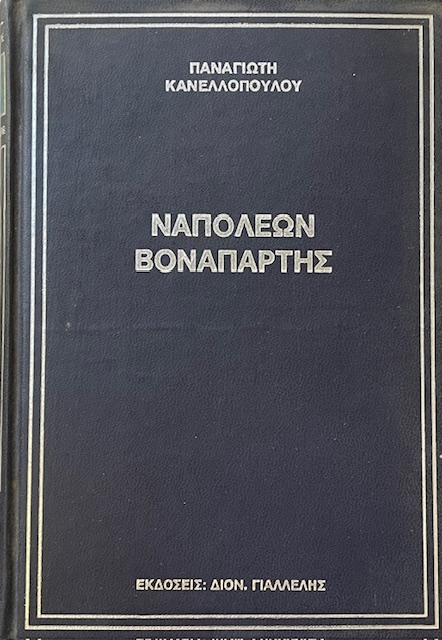 ΠΑΝΑΓΙΩΤΗ
ΚΑΝΕΛΛΟΠΟΥΛΟΥ
ΝΑΠΟΛΕΩΝ
ΒΟΝΑΠΑΡΤΗΣ
ΕΚΔΟΣΕΙΣ: ΔΙΟΝ. ΓΙΑΛΛΕΛΗΣ